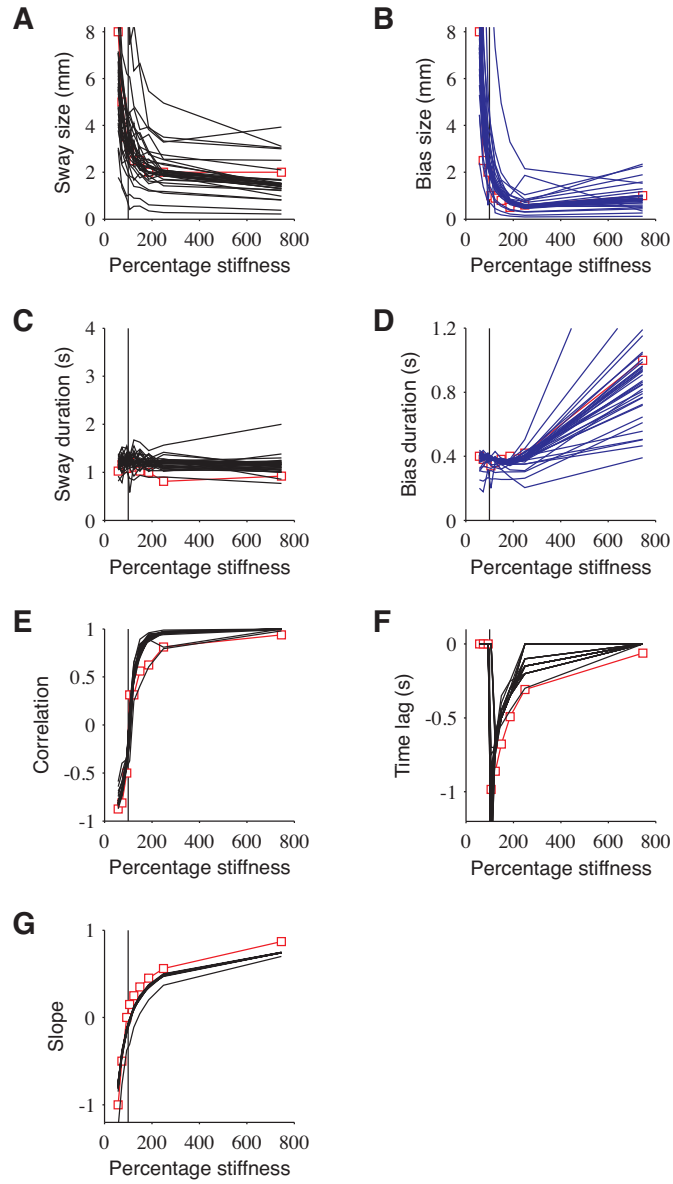 A
Sway size (mm)
8
6
4
2
0
0 200 400 600 800
Percentage stiffness
B
Bias size (mm)
8
6
4
2
0
0 200 400 600 800
Percentage stiffness
C
Sway duration (s)
4
3
2
1
0
0 200 400 600 800
Percentage stiffness
D
Bias duration (s)
1.2
0.8
0.4
0
0 200 400 600 800
Percentage stiffness
E
Correlation
1
0.5
0
-0.5
-1
0 200 400 600 800
Percentage stiffness
F
Time lag (s)
0
-0.5
-1
0 200 400 600 800
Percentage stiffness
G
Slope
1
0
-1
0 200 400 600 800
Percentage stiffness